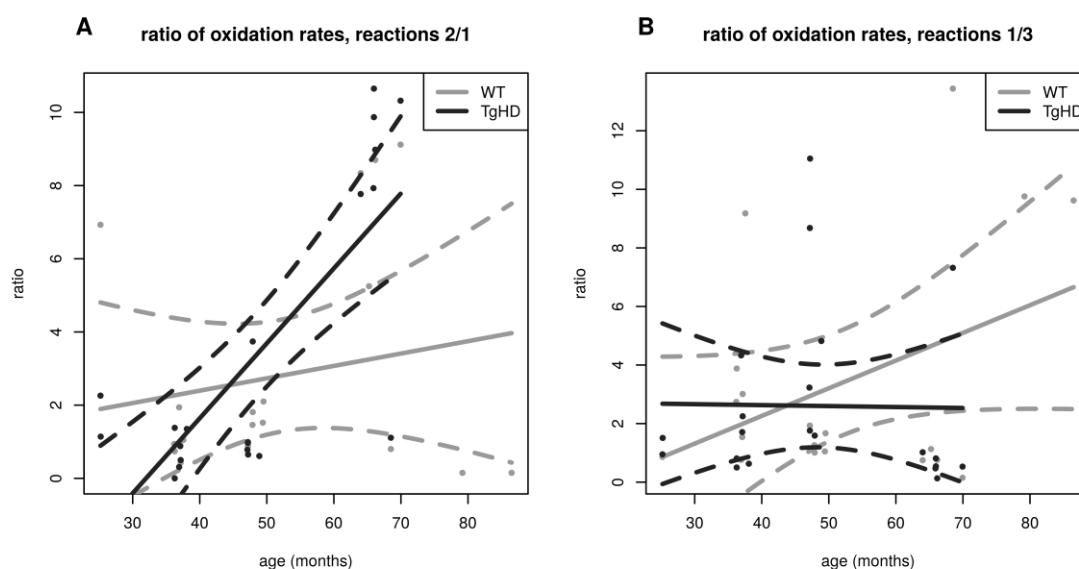 A
ratio of oxidation rates, reactions 2/1
WT
TgHD
10
8
6
4
2
0
ratio
30 40 50 60 70 80
age (months)
B
ratio of oxidation rates, reactions 1/3
WT
TgHD
12
10
8
6
4
2
0
ratio
30 40 50 60 70 80
age (months)